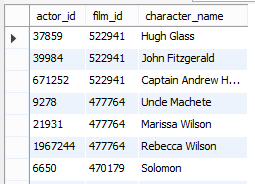 actor_id film_id character_name
37859 522941 Hugh Glass
39984 522941 John Fitzgerald
671252 522941 Captain Andrew H...
9278 477764 Uncle Machete
21931 477764 Marissa Wilson
1967244 477764 Rebecca Wilson
6650 470179 Solomon